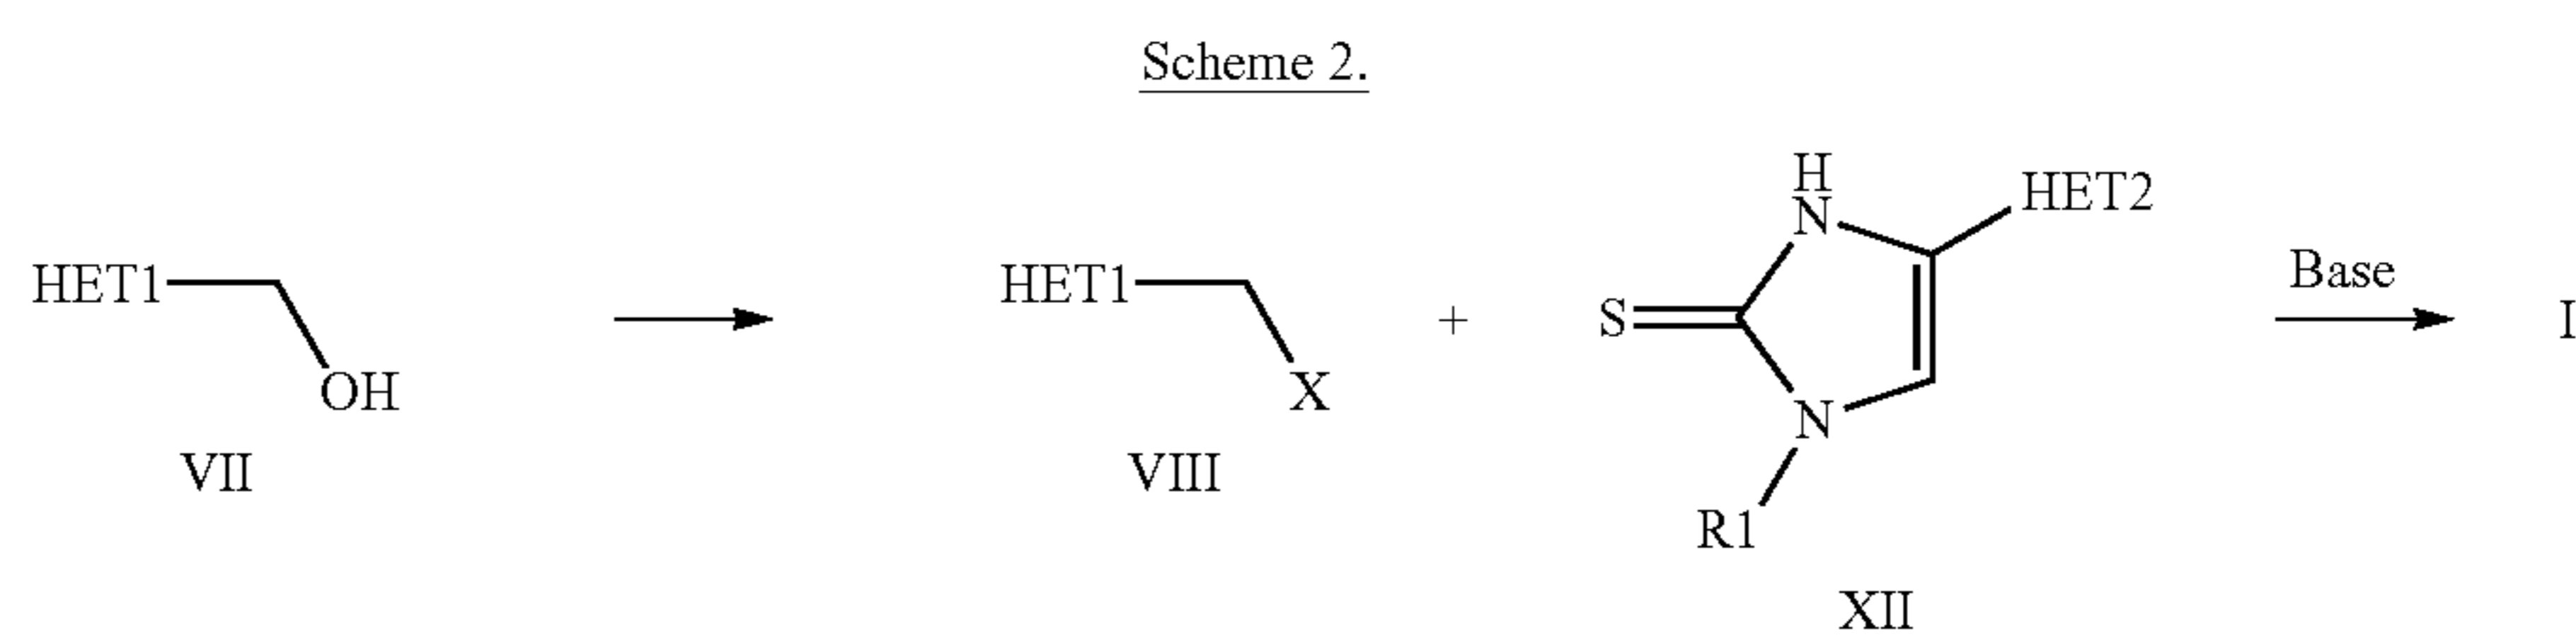 Scheme 2.
HET1
OH
VII
HET1
X
VIII
+
H
N
HET2
S
N
R1
XII
Base
I